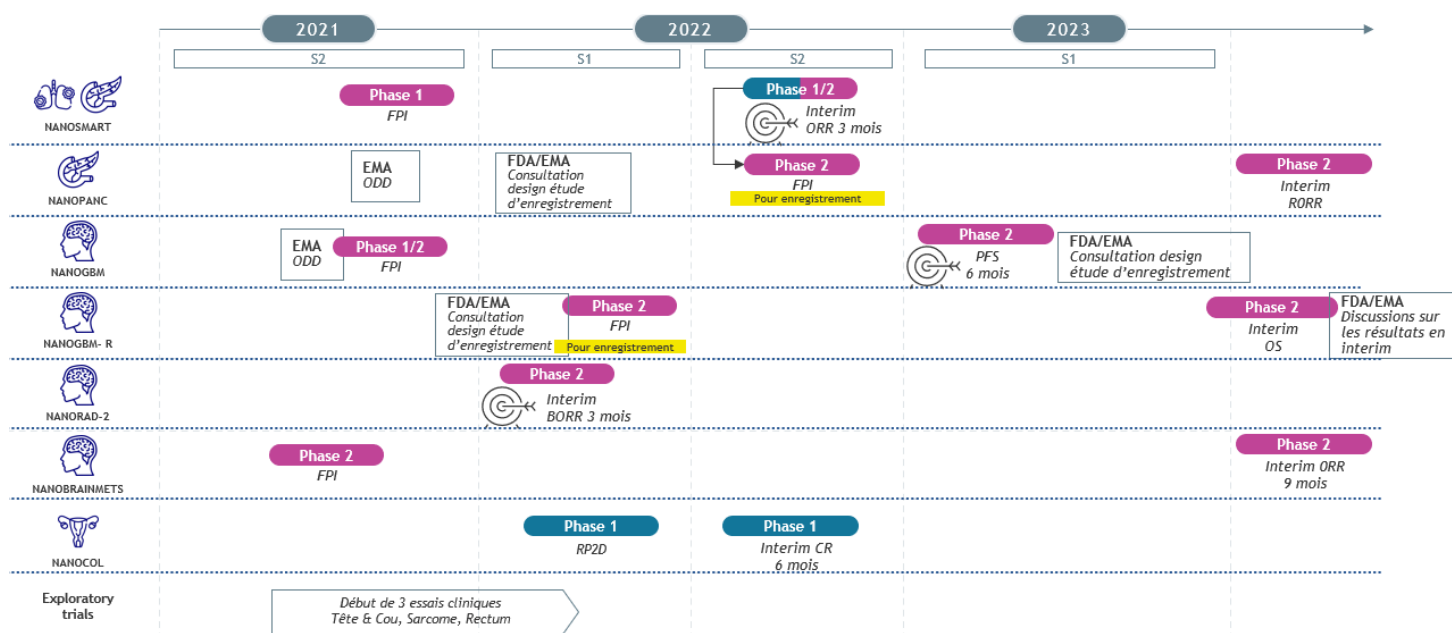 2021
2022
2023
S2
S1
S2
S1
NANOSMART
Phase 1
FPI
Phase 1/2
Interim
ORR 3 mois
NANOPANC
EMA
ODD
FDA/EMA
Consultation
design étude
d'enregistrement
Phase 2
FPI
Pour enregistrement
Phase 2
Interim
RORR
NANOGBM
EMA
ODD
Phase 1/2
FPI
Phase 2
PFS
6 mois
FDA/EMA
Consultation design
étude d'enregistrement
NANOGBM- R
FDA/EMA
Consultation
design étude
d'enregistrement
Phase 2
FPI
Pour enregistrement
Phase 2
Interim
OS
FDA/EMA
Discussions sur
les résultats en
interim
NANORAD-2
Phase 2
Interim
BORR 3 mois
NANOBRAINMETS
Phase 2
FPI
Phase 2
Interim ORR
9 mois
NANOCOL
Phase 1
RP2D
Phase 1
Interim CR
6 mois
Exploratory
trials
Début de 3 essais cliniques
Tête & Cou, Sarcome, Rectum